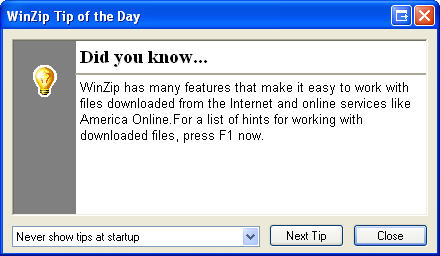 WinZip Tip of the Day
Did you know...
WinZip has many features that make it easy to work with
files downloaded from the Internet and online services like
America Online.For a list of hints for working with
downloaded files, press F1 now.
Never show tips at startup
Next Tip
Close